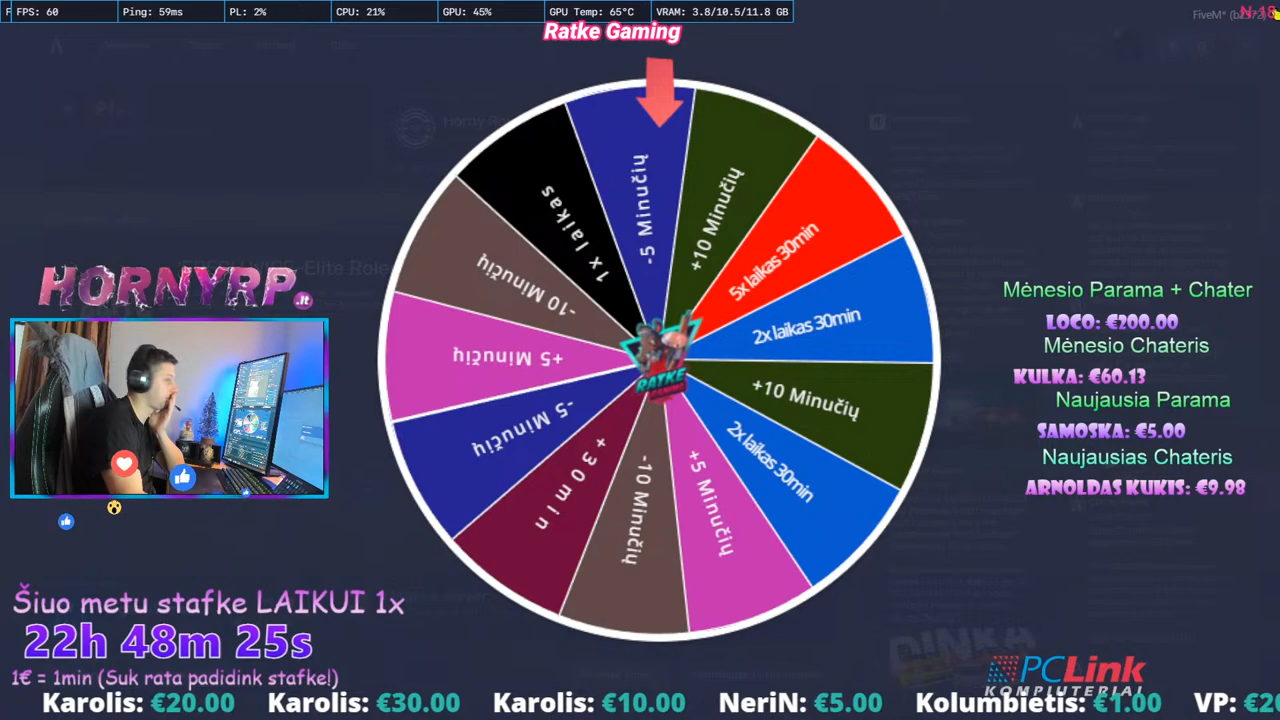 FPS: 60
Ping: 59ms
PL: 2%
CPU: 21%
GPU: 45%
GPU Temp: 65°C
VRAM: 3.8/10.5/11.8 GB
N:15
Ratke Gaming
-5 Minučių
+10 Minučių
5x laikas 30min
2x laikas 30min
+10 Minučių
2x laikas 30min
+5 Minučių
-10 Minučių
+30min
-5 Minučių
+5 Minučių
-10 Minučių
1x laikas
RATKE
GAMING
HORNYRP.lt
Mėnesio Parama + Chater
LOCO: €200.00
Mėnesio Chateris
KULKA: €60.13
Naujausia Parama
SAMOSKA: €5.00
Naujausias Chateris
ARNOLDAS KUKIS: €9.98
Šiuo metu stafke LAIKUI 1x
22h 48m 25s
1€ = 1min (Suk rata padidink stafke!)
PCLink
KOMPIUTERIAI
Karolis: €20.00
Karolis: €30.00
Karolis: €10.00
NeriN: €5.00
Kolumbietis: €1.00
VP: